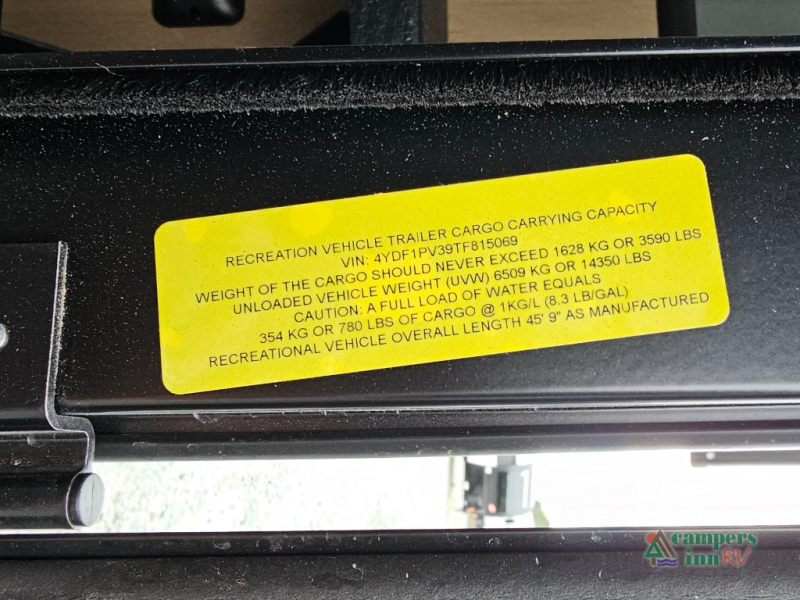 RECREATION VEHICLE TRAILER CARGO CARRYING CAPACITY
VIN: 4YDF1PV39TF815069
WEIGHT OF THE CARGO SHOULD NEVER EXCEED 1628 KG OR 3590 LBS
UNLOADED VEHICLE WEIGHT (UVW) 6509 KG OR 14350 LBS
CAUTION: A FULL LOAD OF WATER EQUALS
354 KG OR 780 LBS OF CARGO @ 1KG/L (8.3 LB/GAL)
RECREATIONAL VEHICLE OVERALL LENGTH 45' 9" AS MANUFACTURED
campers
inn RV